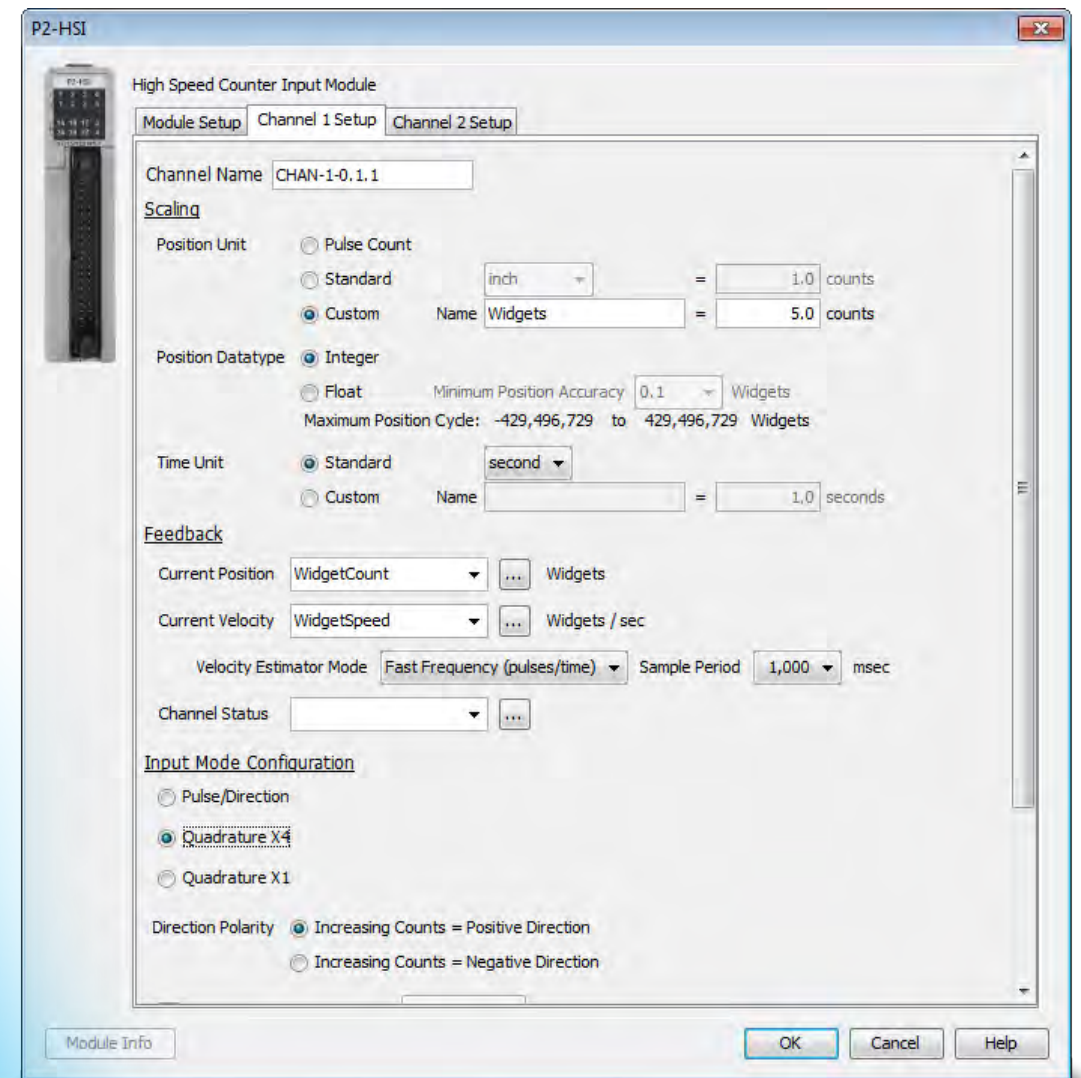 P2-HSI
P2-HSI
High Speed Counter Input Module
Module Setup Channel 1 Setup Channel 2 Setup
Channel Name CHAN-1-0.1.1
Scaling
Position Unit Pulse Count
Standard inch = 1.0 counts
Custom Name Widgets = 5.0 counts
Position Datatype Integer
Float Minimum Position Accuracy 0.1 Widgets
Maximum Position Cycle: -429,496,729 to 429,496,729 Widgets
Time Unit Standard second
Custom Name = 1.0 seconds
Feedback
Current Position WidgetCount ... Widgets
Current Velocity WidgetSpeed ... Widgets / sec
Velocity Estimator Mode Fast Frequency (pulses/time) Sample Period 1,000 msec
Channel Status ...
Input Mode Configuration
Pulse/Direction
Quadrature X4
Quadrature X1
Direction Polarity Increasing Counts = Positive Direction
Increasing Counts = Negative Direction
Module Info OK Cancel Help